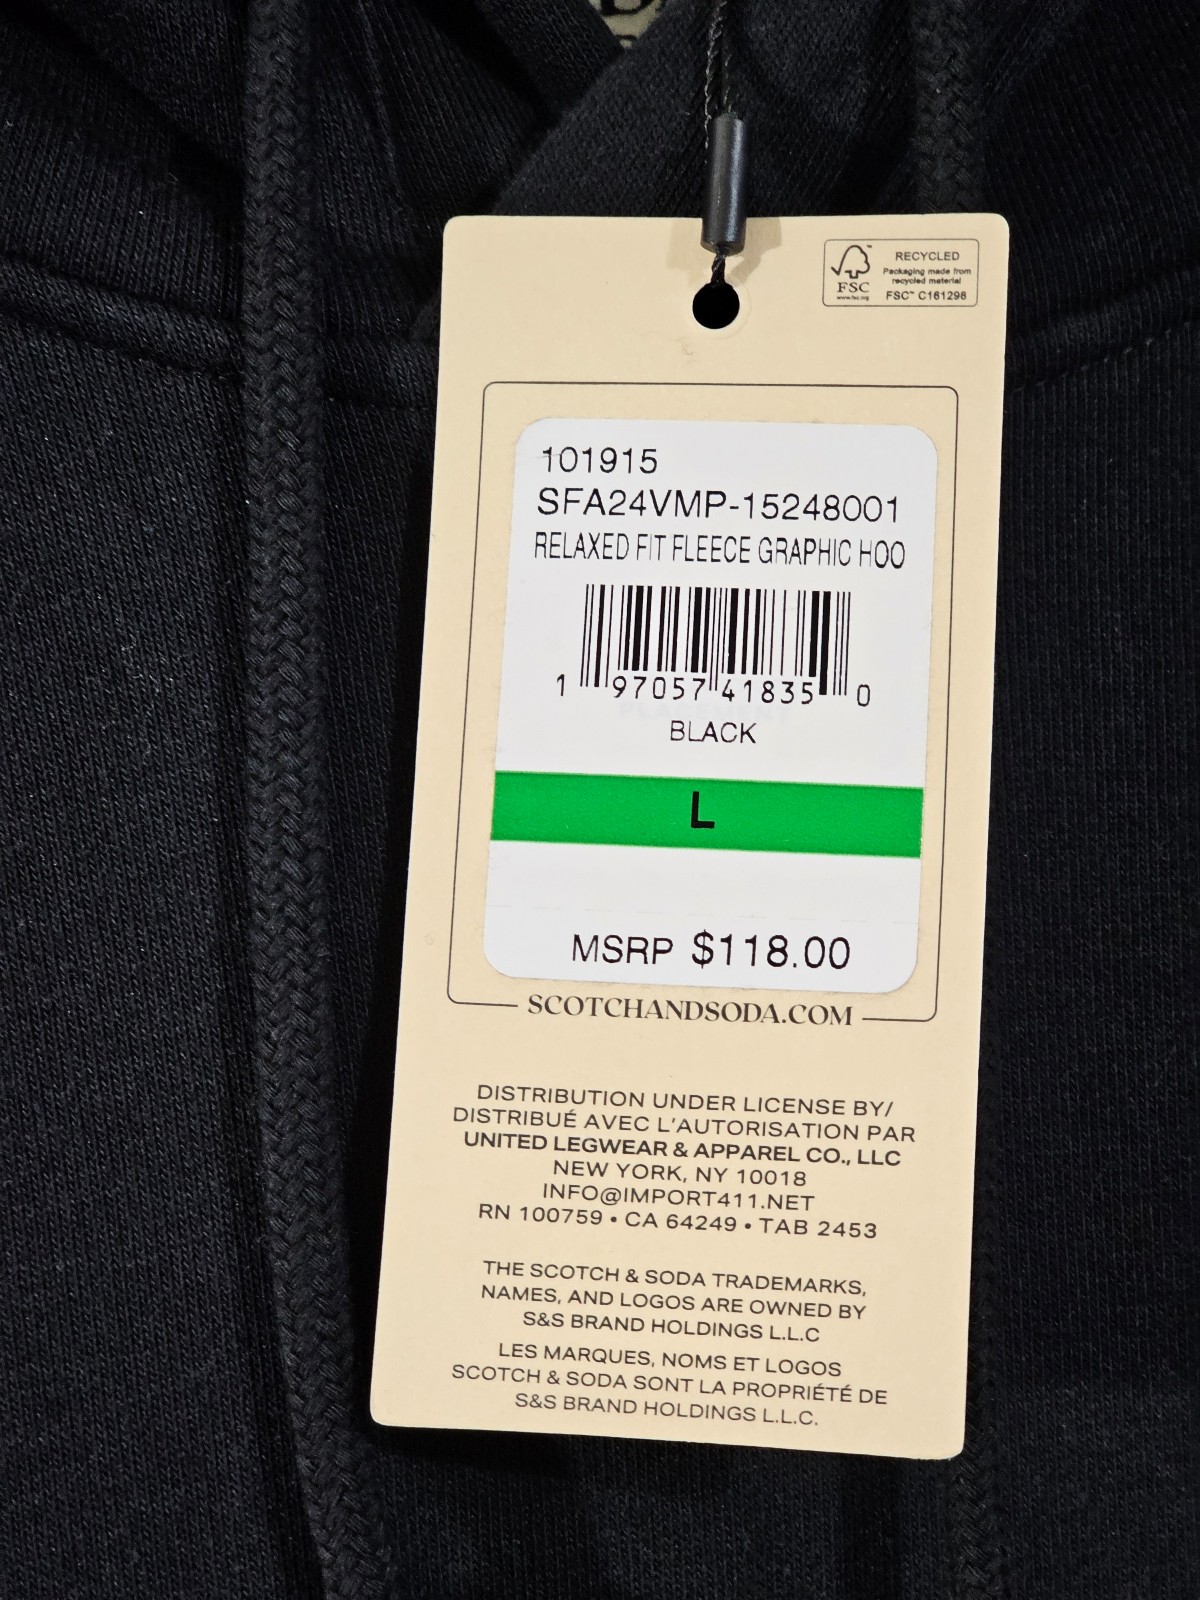 RECYCLED
Packaging made from
recycled material
FSC™ C161298
FSC
www.fsc.org
101915
SFA24VMP-15248001
RELAXED FIT FLEECE GRAPHIC HOO
1 97057 41835 0
BLACK
L
MSRP $118.00
SCOTCHANDSODA.COM
DISTRIBUTION UNDER LICENSE BY/
DISTRIBUÉ AVEC L'AUTORISATION PAR
UNITED LEGWEAR & APPAREL CO., LLC
NEW YORK, NY 10018
INFO@IMPORT411.NET
RN 100759 • CA 64249 • TAB 2453
THE SCOTCH & SODA TRADEMARKS,
NAMES, AND LOGOS ARE OWNED BY
S&S BRAND HOLDINGS L.L.C
LES MARQUES, NOMS ET LOGOS
SCOTCH & SODA SONT LA PROPRIÉTÉ DE
S&S BRAND HOLDINGS L.L.C.